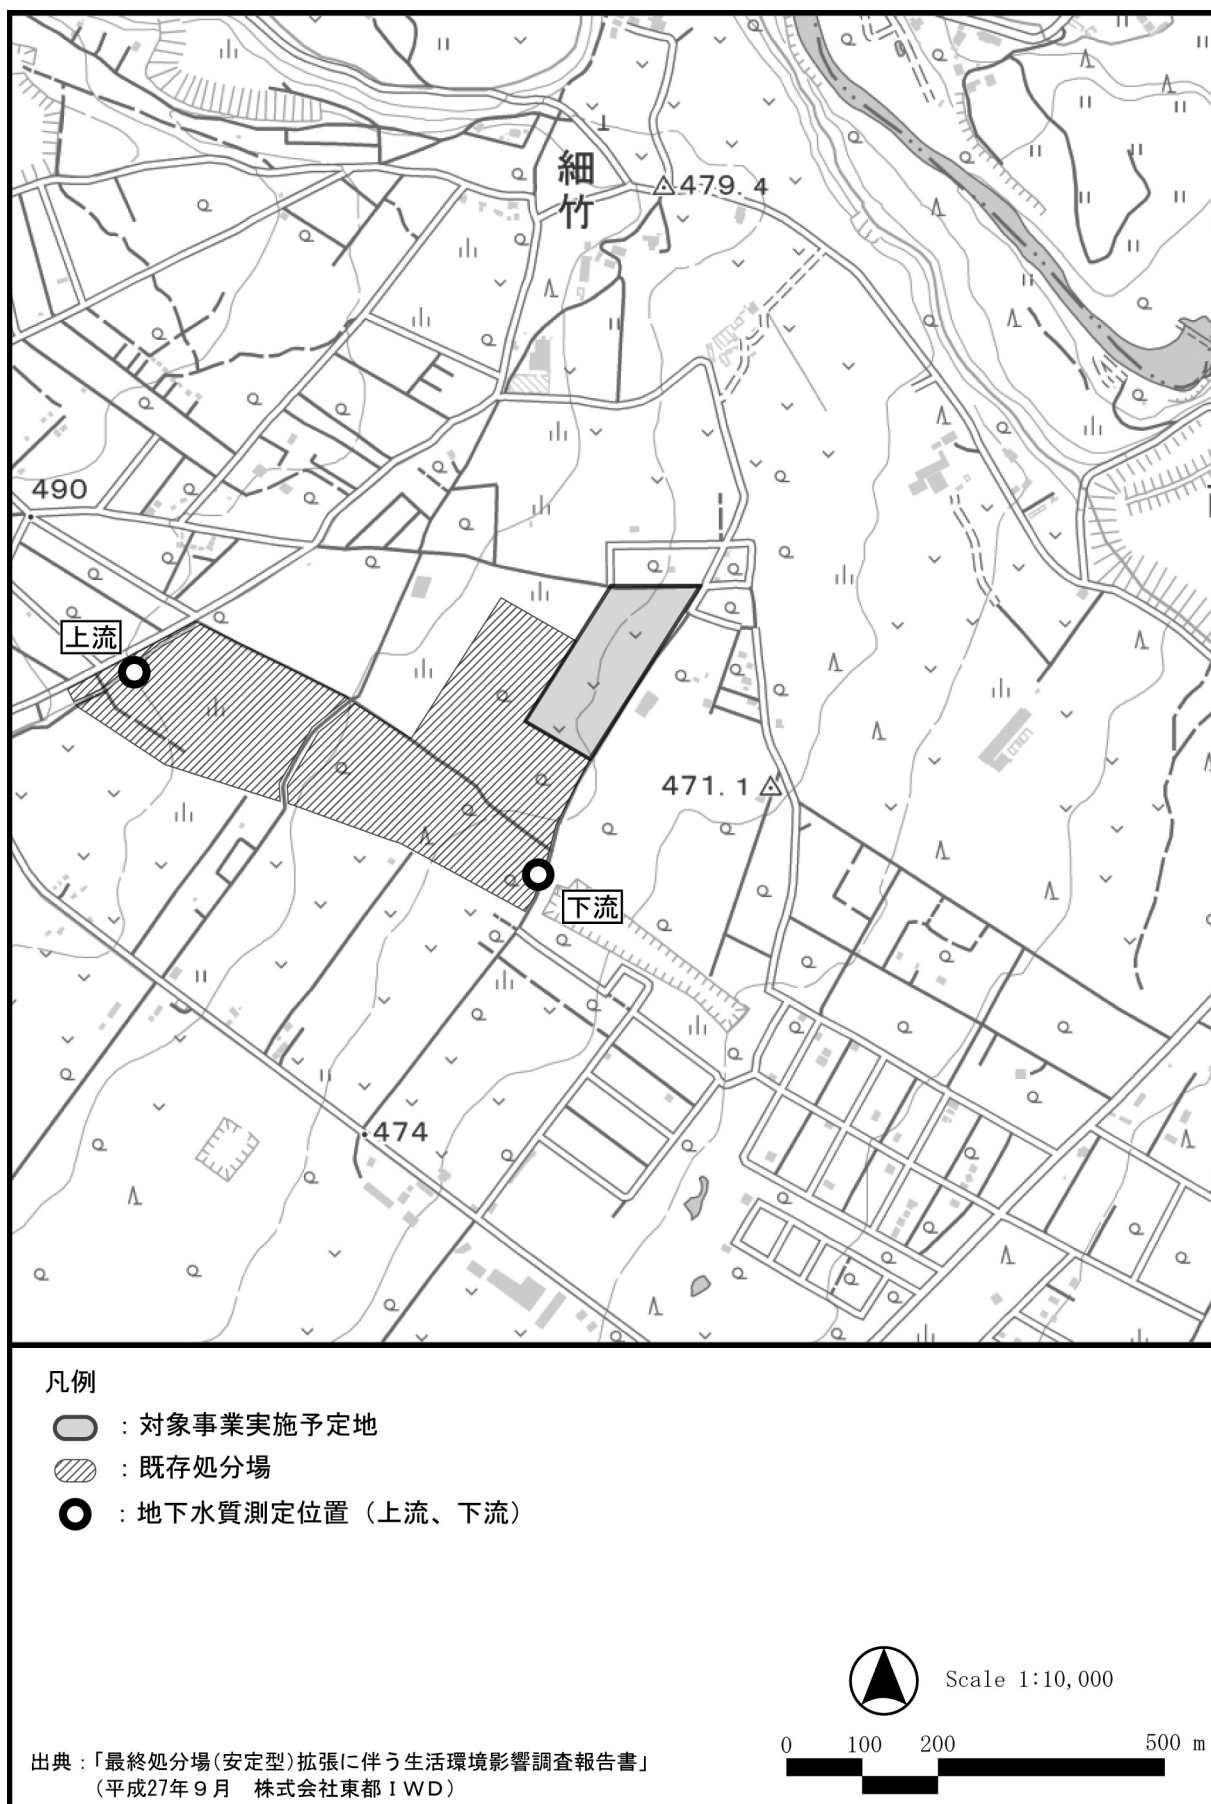 細竹
479.4
490
上流
471.1
下流
474
凡例
：対象事業実施予定地
：既存処分場
：地下水質測定位置（上流、下流）
Scale 1:10,000
0 100 200 500 m
出典：「最終処分場(安定型)拡張に伴う生活環境影響調査報告書」
（平成27年９月　株式会社東都ＩＷＤ）